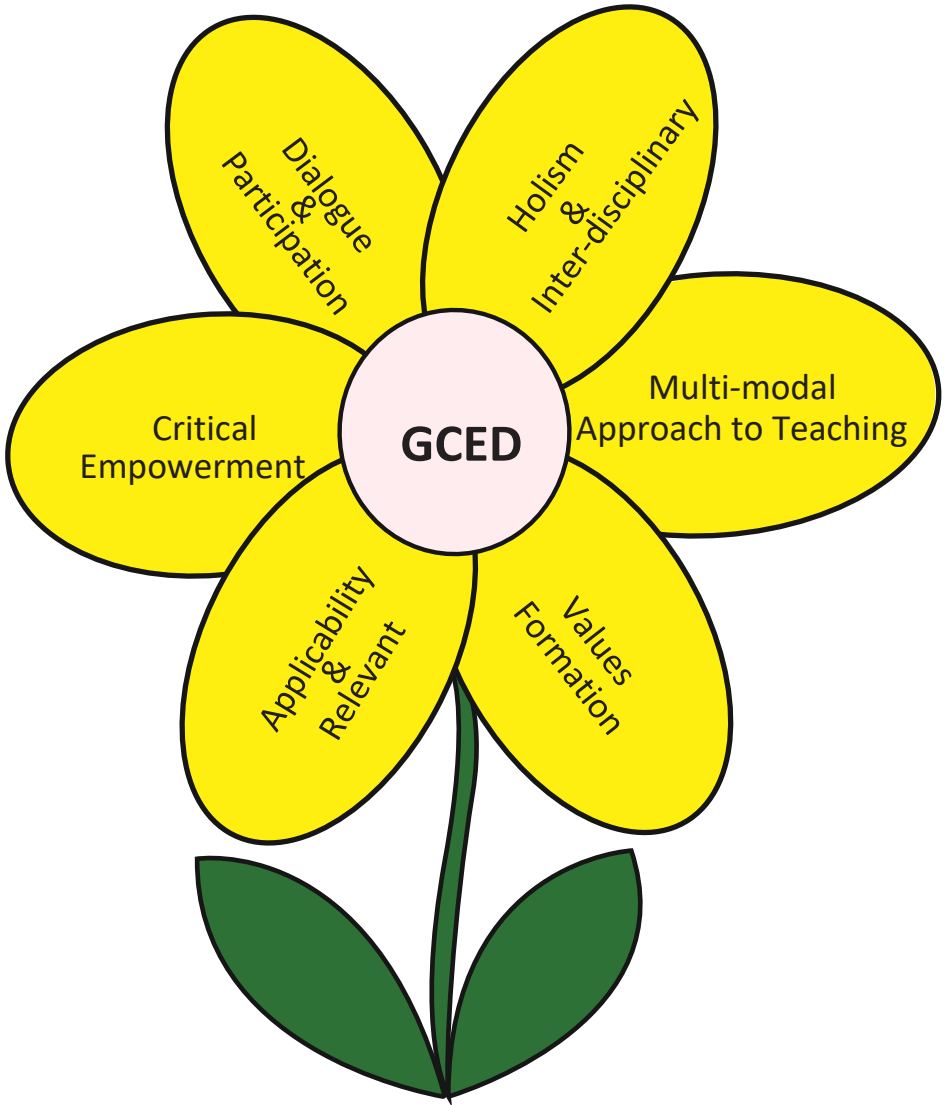 Dialogue
&
Participation
Holism
&
Inter-disciplinary
Critical
Empowerment
GCED
Multi-modal
Approach to Teaching
Applicability
&
Relevant
Values
Formation